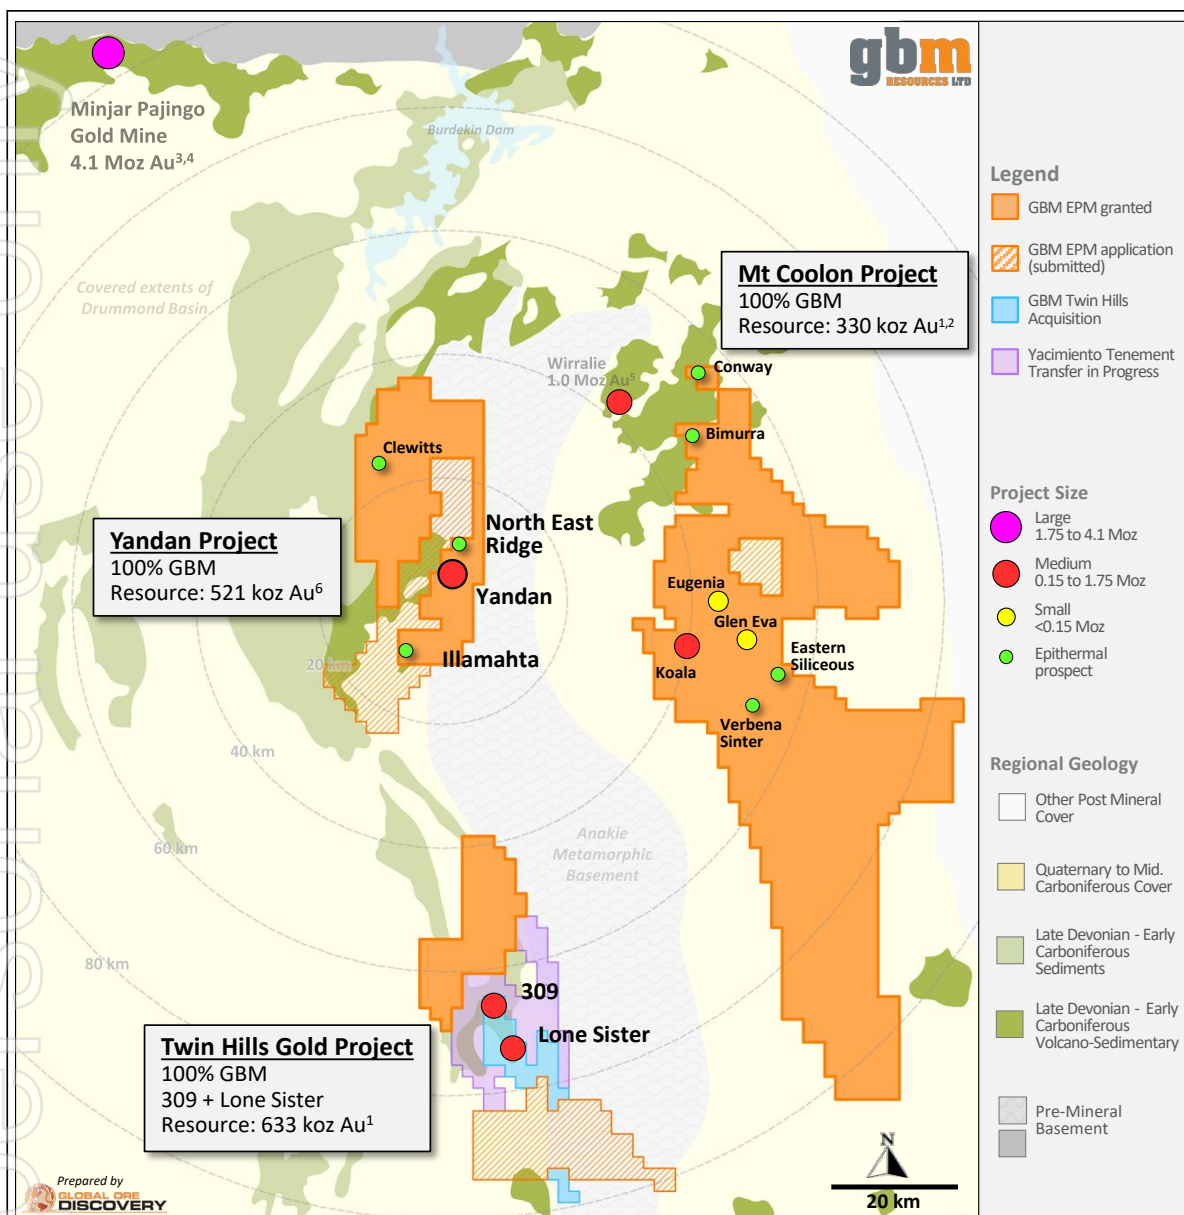 gbm
RESOURCES LTD
Minjar Pajingo
Gold Mine
4.1 Moz Au3,4
Burdekin Dam
Covered extents of
Drummond Basin
Mt Coolon Project
100% GBM
Resource: 330 koz Au1,2
Wirralie
1.0 Moz Au5
Conway
Bimurra
Clewitts
North East
Ridge
Yandan Project
100% GBM
Resource: 521 koz Au6
Yandan
Illamahta
Eugenia
Glen Eva
Koala
Eastern
Siliceous
Verbena
Sinter
20 km
40 km
60 km
80 km
Anakie
Metamorphic
Basement
309
Lone Sister
Twin Hills Gold Project
100% GBM
309 + Lone Sister
Resource: 633 koz Au1
Prepared by
GLOBAL ORE
DISCOVERY
N
20 km
Legend
GBM EPM granted
GBM EPM application
(submitted)
GBM Twin Hills
Acquisition
Yacimiento Tenement
Transfer in Progress
Project Size
Large
1.75 to 4.1 Moz
Medium
0.15 to 1.75 Moz
Small
<0.15 Moz
Epithermal
prospect
Regional Geology
Other Post Mineral
Cover
Quaternary to Mid.
Carboniferous Cover
Late Devonian - Early
Carboniferous
Sediments
Late Devonian - Early
Carboniferous
Volcano-Sedimentary
Pre-Mineral
Basement